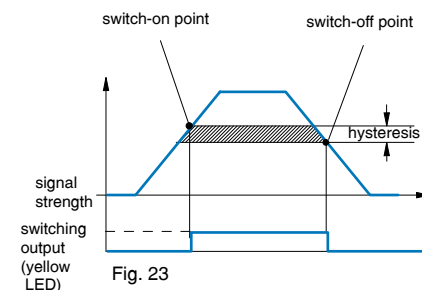 switch-on point
switch-off point
hysteresis
signal
strength
switching
output
(yellow
LED)
Fig. 23